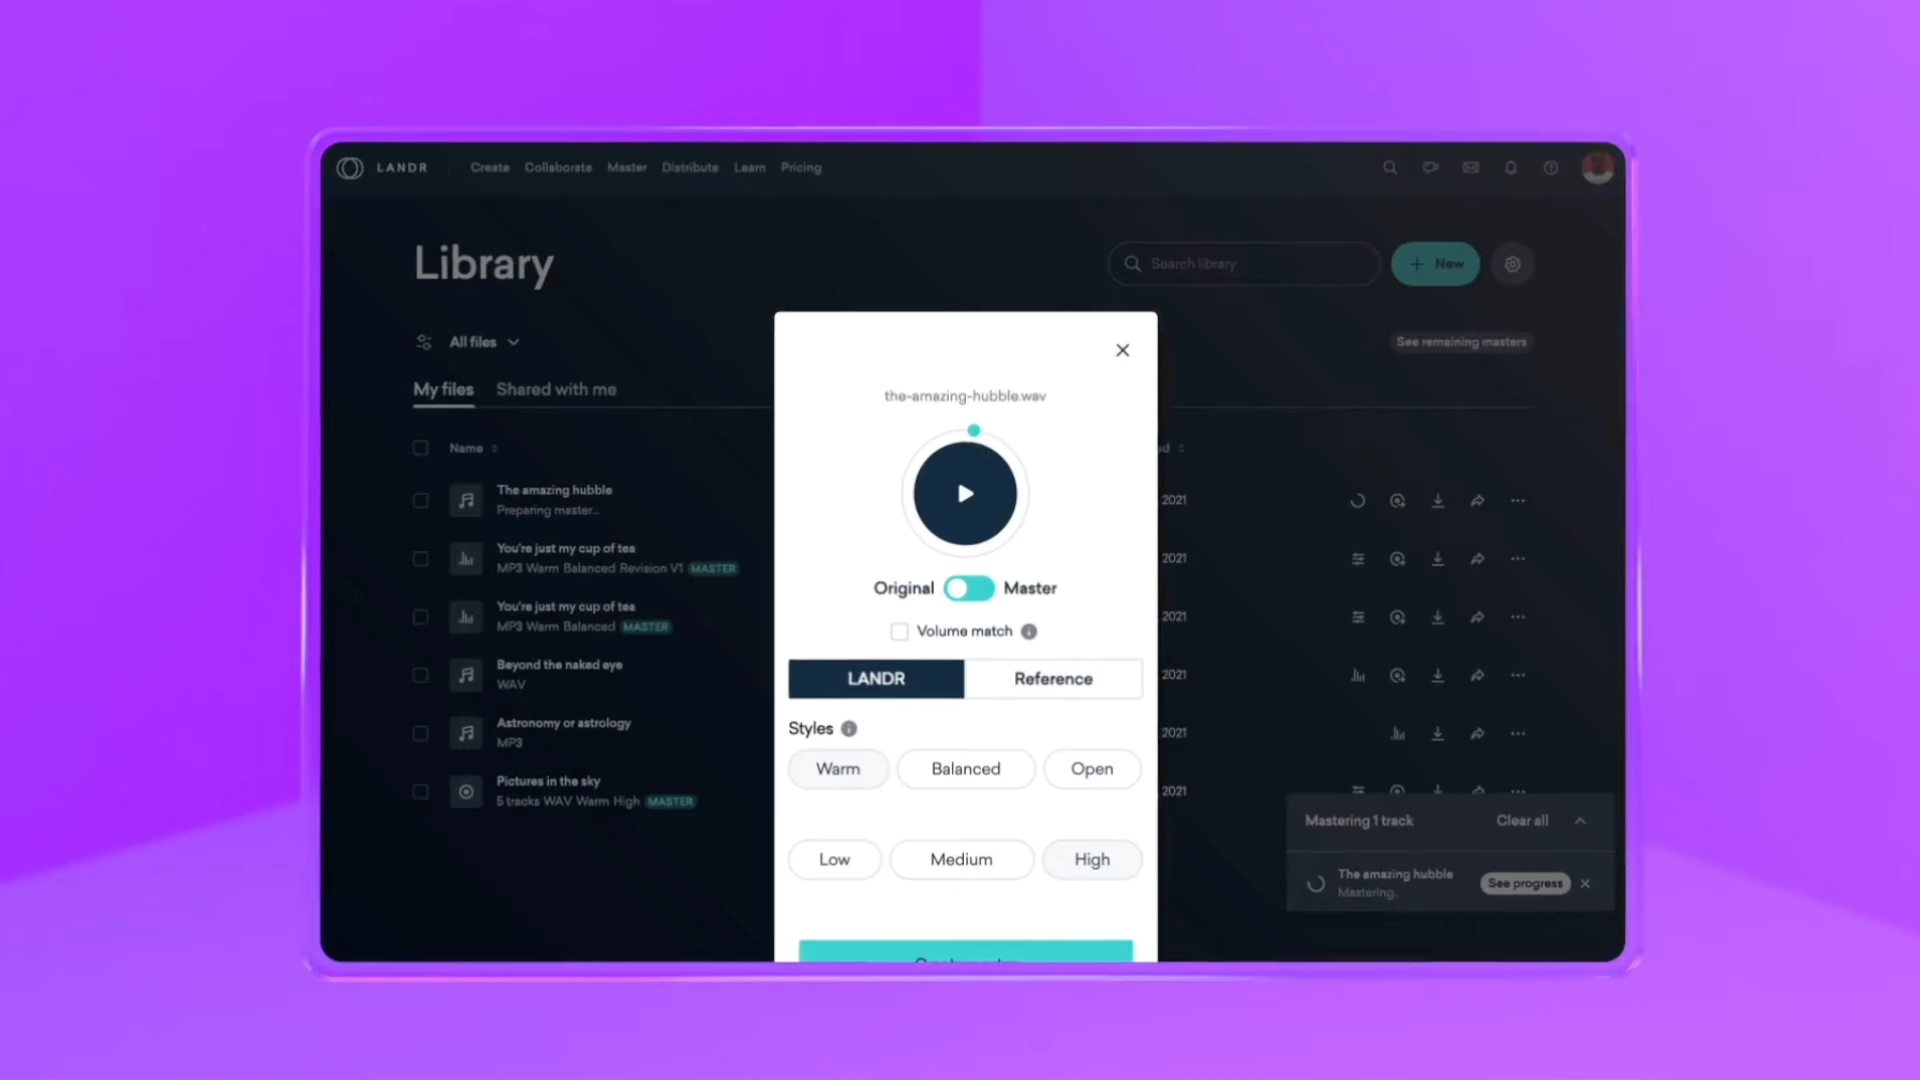 LANDR
Create Collaborate Master Distribute Learn Pricing
Library
Search library
+ New
All files
See remaining masters
My files Shared with me
Name
The amazing hubble
Preparing master...
2021
You're just my cup of tea
MP3 Warm Balanced Revision V1 MASTER
2021
You're just my cup of tea
MP3 Warm Balanced MASTER
2021
Beyond the naked eye
WAV
2021
Astronomy or astrology
MP3
2021
Pictures in the sky
5 tracks WAV Warm High MASTER
2021
the-amazing-hubble.wav
Original Master
Volume match
LANDR Reference
Styles
Warm Balanced Open
Low Medium High
Mastering 1 track Clear all
The amazing hubble
Mastering..
See progress